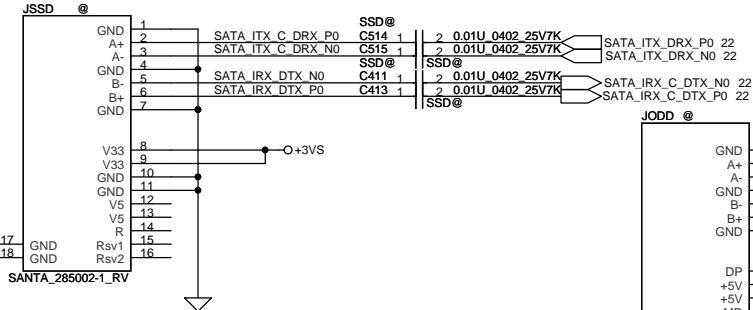 JSSD @
GND 1
A+ 2 SATA_ITX_C_DRX_P0 C514 1 2 0.01U_0402_25V7K SATA_ITX_DRX_P0 22
SSD@
A- 3 SATA_ITX_C_DRX_N0 C515 1 2 0.01U_0402_25V7K SATA_ITX_DRX_N0 22
GND 4
SSD@ SSD@
B- 5 SATA_IRX_DTX_N0 C411 1 2 0.01U_0402_25V7K SATA_IRX_C_DTX_N0 22
B+ 6 SATA_IRX_DTX_P0 C413 1 2 0.01U_0402_25V7K SATA_IRX_C_DTX_P0 22
SSD@
GND 7
V33 8 +3VS
V33 9
GND 10
GND 11
V5 12
V5 13
R 14
17 GND Rsv1 15
18 GND Rsv2 16
SANTA_285002-1_RV
JODD @
GND
A+
A-
GND
B-
B+
GND
DP
+5V
+5V